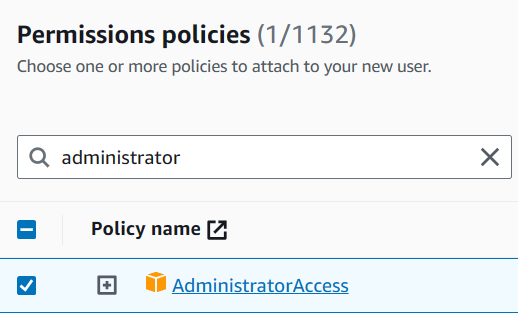 Permissions policies (1/1132)
Choose one or more policies to attach to your new user.
administrator
Policy name
AdministratorAccess